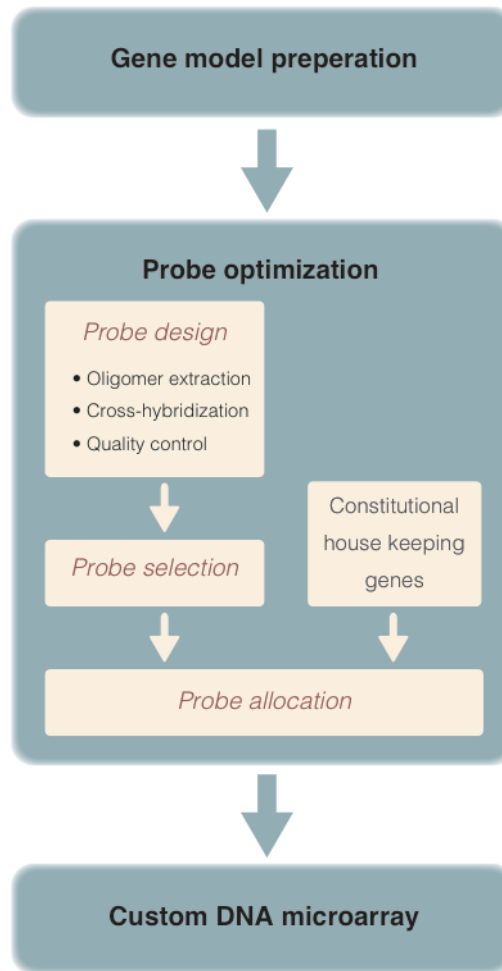 Gene model preperation
Probe optimization
Probe design
• Oligomer extraction
• Cross-hybridization
• Quality control
Probe selection
Constitutional
house keeping
genes
Probe allocation
Custom DNA microarray